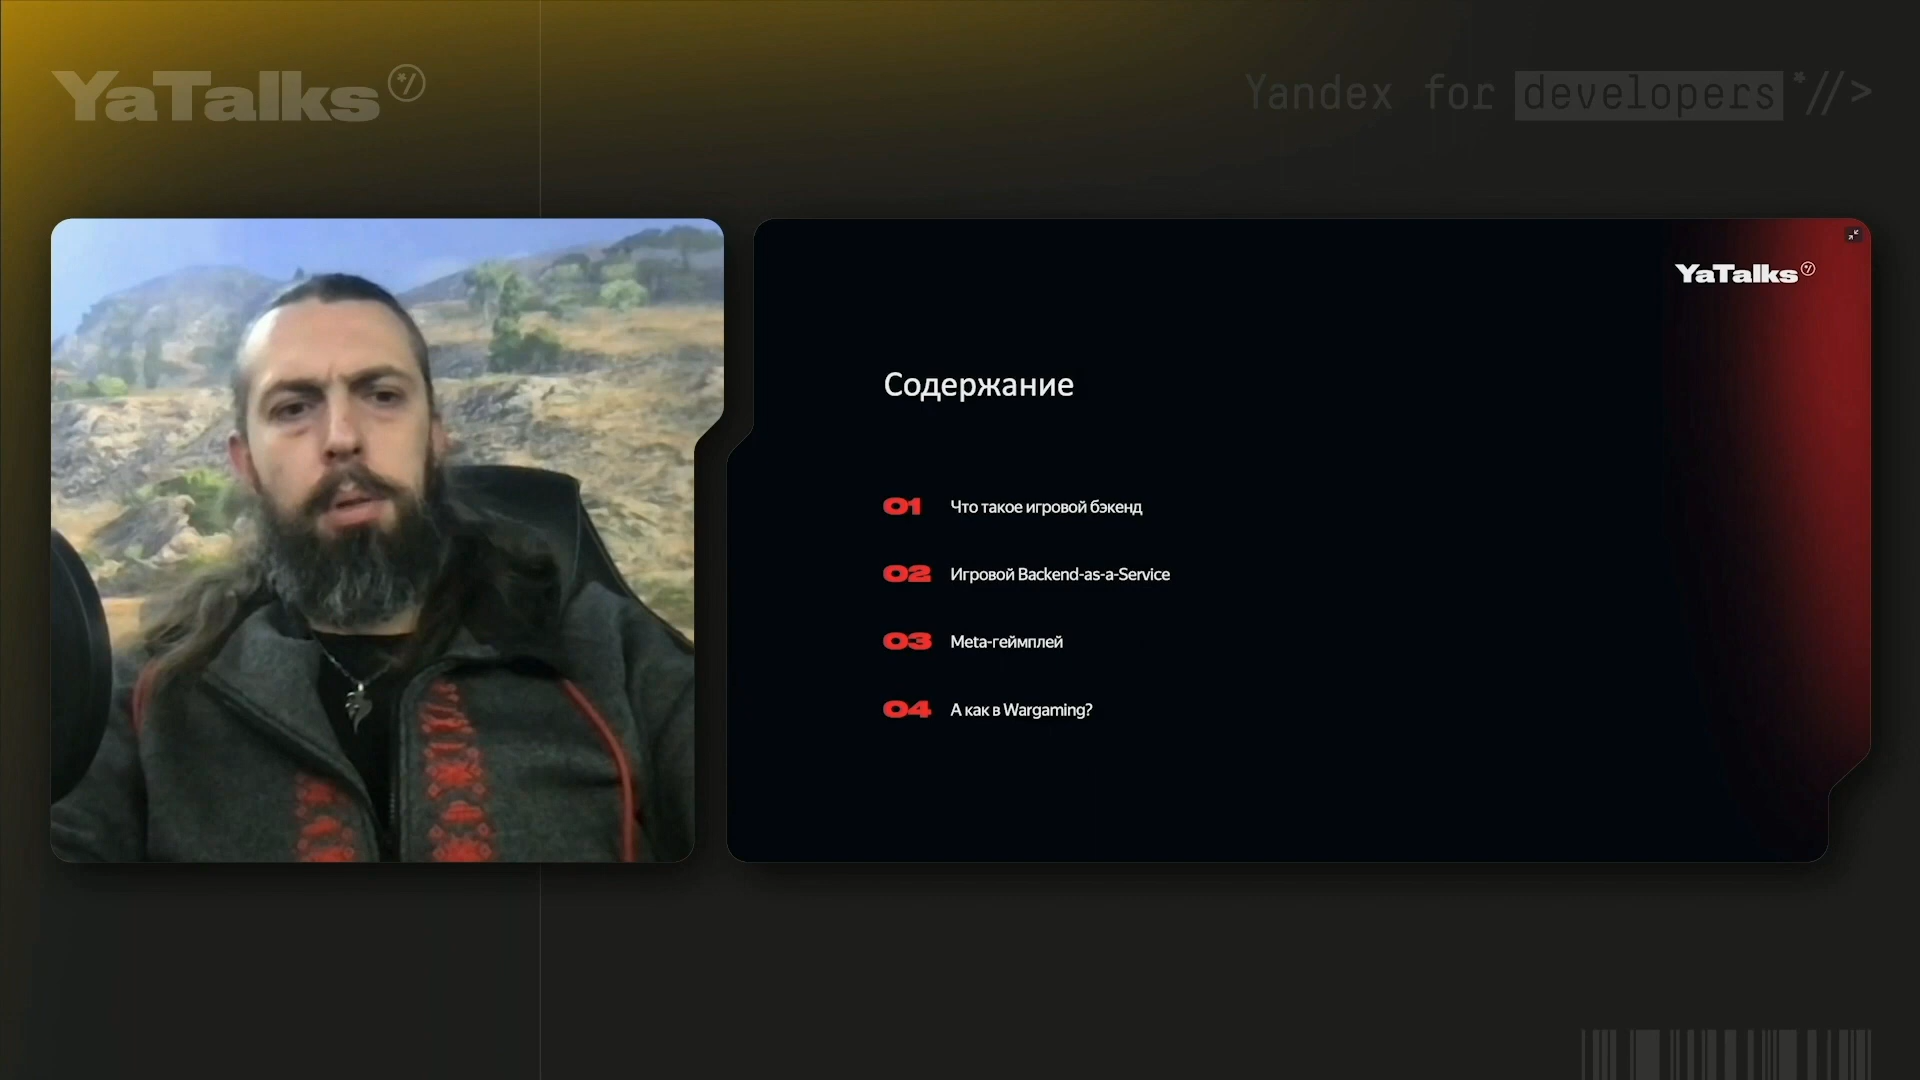 YaTalks
Yandex for developers *//>
YaTalks
Содержание
01 Что такое игровой бэкенд
02 Игровой Backend-as-a-Service
03 Meta-геймплей
04 А как в Wargaming?